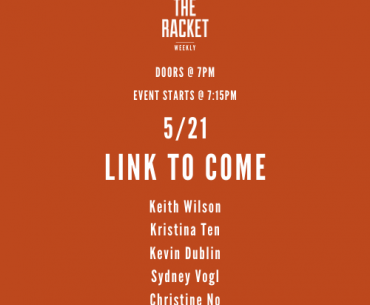 THE
RACKET
WEEKLY
DOORS @ 7PM
EVENT STARTS @ 7:15PM
5/21
LINK TO COME
Keith Wilson
Kristina Ten
Kevin Dublin
Sydney Vogl
Christine No